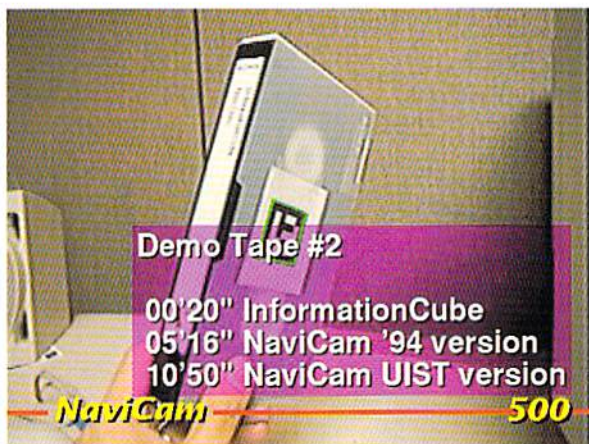 Demo Tape #2
00'20" InformationCube
05'16" NaviCam '94 version
10'50" NaviCam UIST version
NaviCam 500